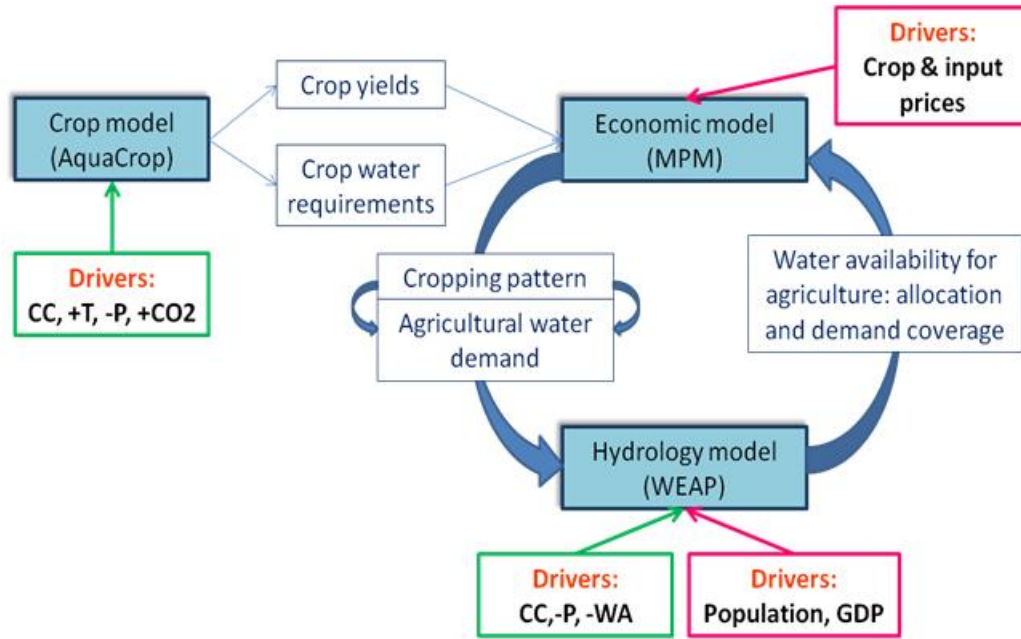 Drivers:
Crop & input
prices
Crop yields
Crop model
(AquaCrop)
Economic model
(MPM)
Crop water
requirements
Drivers:
CC, +T, -P, +CO2
Cropping pattern
Agricultural water
demand
Water availability for
agriculture: allocation
and demand coverage
Hydrology model
(WEAP)
Drivers:
CC,-P, -WA
Drivers:
Population, GDP